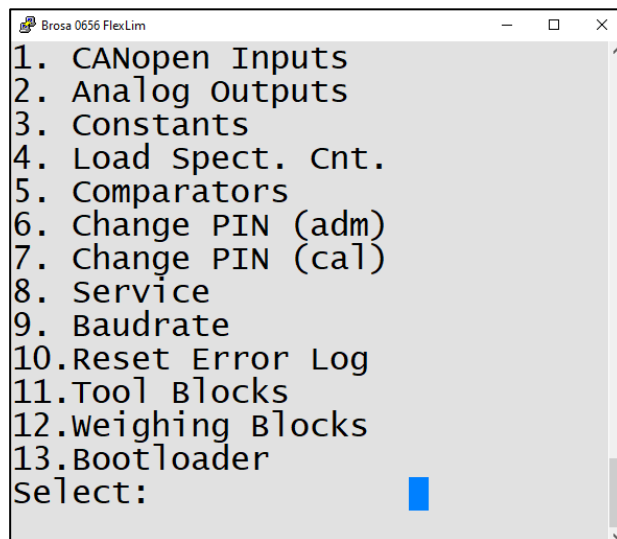 Brosa 0656 FlexLim
1. CANopen Inputs
2. Analog Outputs
3. Constants
4. Load Spect. Cnt.
5. Comparators
6. Change PIN (adm)
7. Change PIN (cal)
8. Service
9. Baudrate
10.Reset Error Log
11.Tool Blocks
12.Weighing Blocks
13.Bootloader
Select: